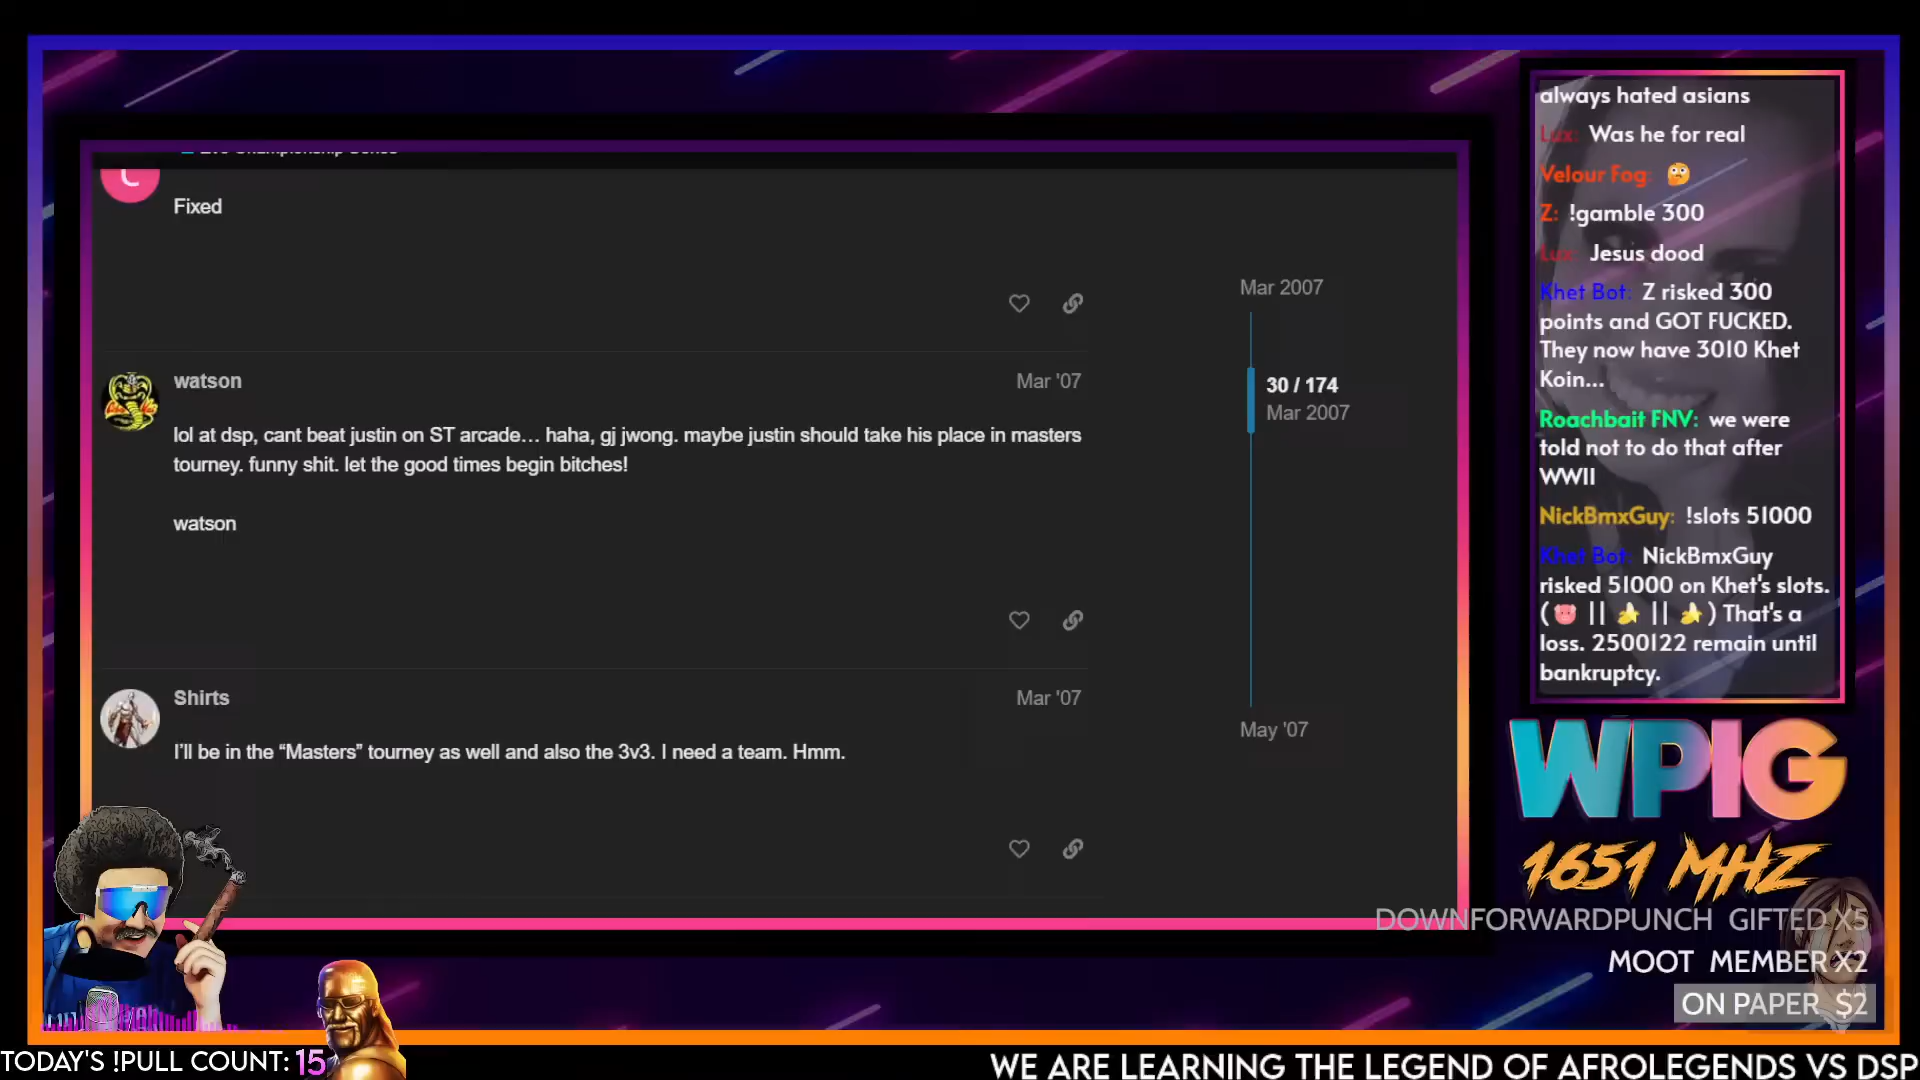 Evo Championship Series
Fixed
watson
Mar '07
lol at dsp, cant beat justin on ST arcade… haha, gj jwong. maybe justin should take his place in masters
tourney. funny shit. let the good times begin bitches!
watson
Shirts
Mar '07
I’ll be in the “Masters” tourney as well and also the 3v3. I need a team. Hmm.
Mar 2007
30 / 174
Mar 2007
May '07
always hated asians
Lux: Was he for real
Velour Fog: 🤔
Z: !gamble 300
Lux: Jesus dood
Khet Bot: Z risked 300
points and GOT FUCKED.
They now have 3010 Khet
Koin...
Roachbait FNV: we were
told not to do that after
WWII
NickBmxGuy: !slots 51000
Khet Bot: NickBmxGuy
risked 51000 on Khet's slots.
( 🐷 || 🍌 || 🍌 ) That's a
loss. 2500122 remain until
bankruptcy.
WPIG
1651 MHZ
DOWNFORWARDPUNCH GIFTED X5
MOOT MEMBER X2
ON PAPER $2
TODAY'S !PULL COUNT: 15
WE ARE LEARNING THE LEGEND OF AFROLEGENDS VS DSP